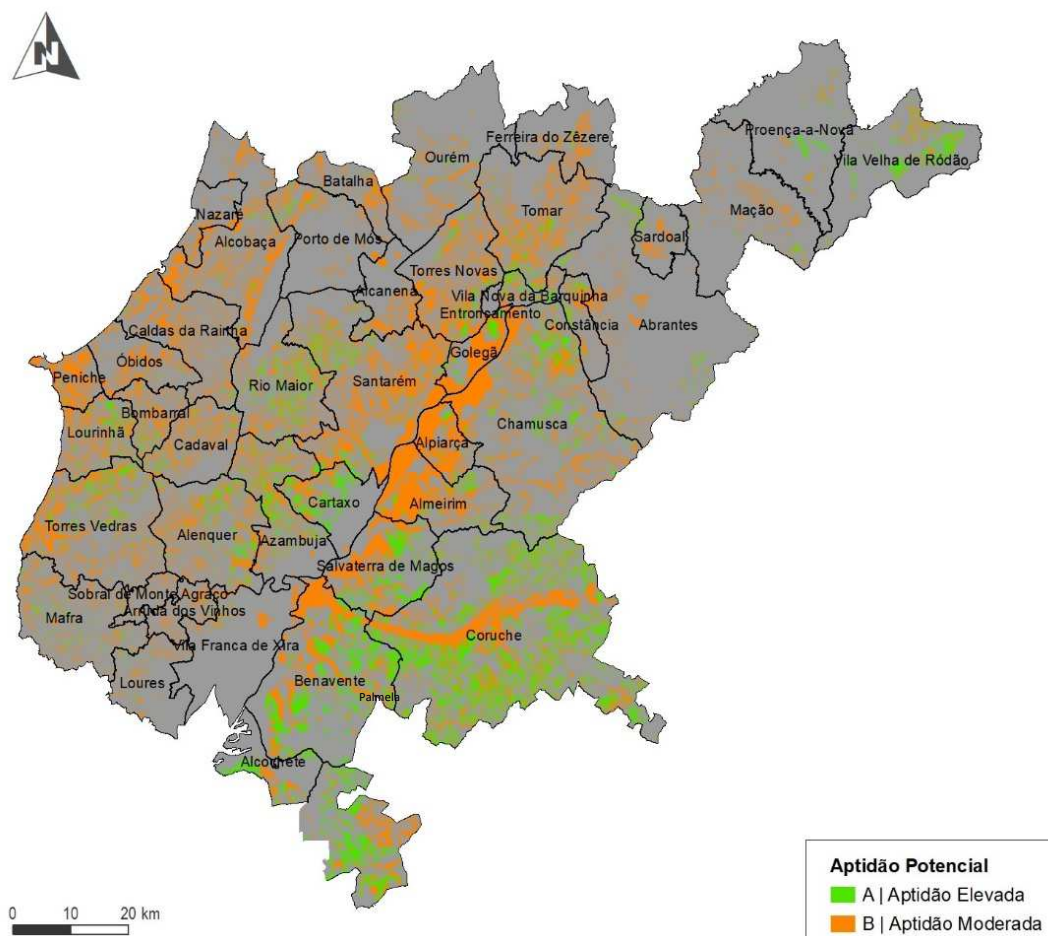 N
Ferreira do Zêzere
Proença-a-Nova
Ourém
Vila Velha de Ródão
Batalha
Nazaré
Tomar
Mação
Alcobaça
Porto de Mós
Sardoal
Torres Novas
Alcanena
Vila Nova da Barquinha
Entroncamento
Constância
Abrantes
Caldas da Rainha
Golegã
Óbidos
Peniche
Rio Maior
Santarém
Bombarral
Chamusca
Lourinhã
Cadaval
Alpiarça
Cartaxo
Almeirim
Torres Vedras
Alenquer
Azambuja
Salvaterra de Magos
Sobral de Monte Agraço
Arruda dos Vinhos
Mafra
Coruche
Vila Franca de Xira
Loures
Benavente
Palmela
Alcochete
Aptidão Potencial
A | Aptidão Elevada
B | Aptidão Moderada
0 10 20 km